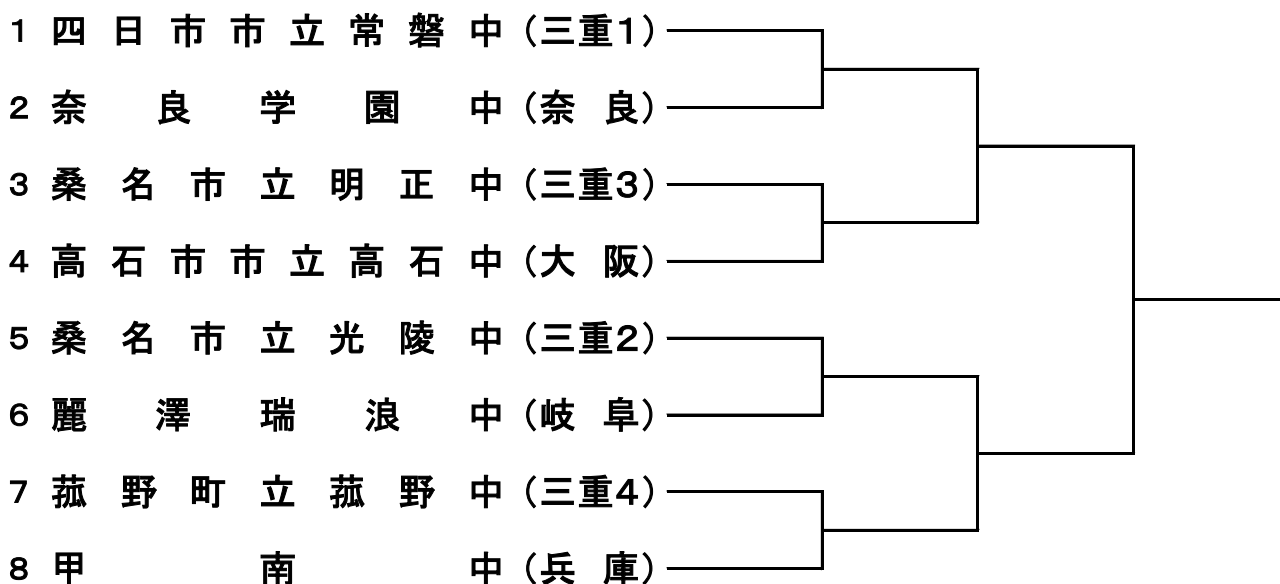 1 四日市市立常磐中（三重1）
2 奈良学園中（奈良）
3 桑名市立明正中（三重3）
4 高石市市立高石中（大阪）
5 桑名市立光陵中（三重2）
6 麗澤瑞浪中（岐阜）
7 菰野町立菰野中（三重4）
8 甲南中（兵庫）